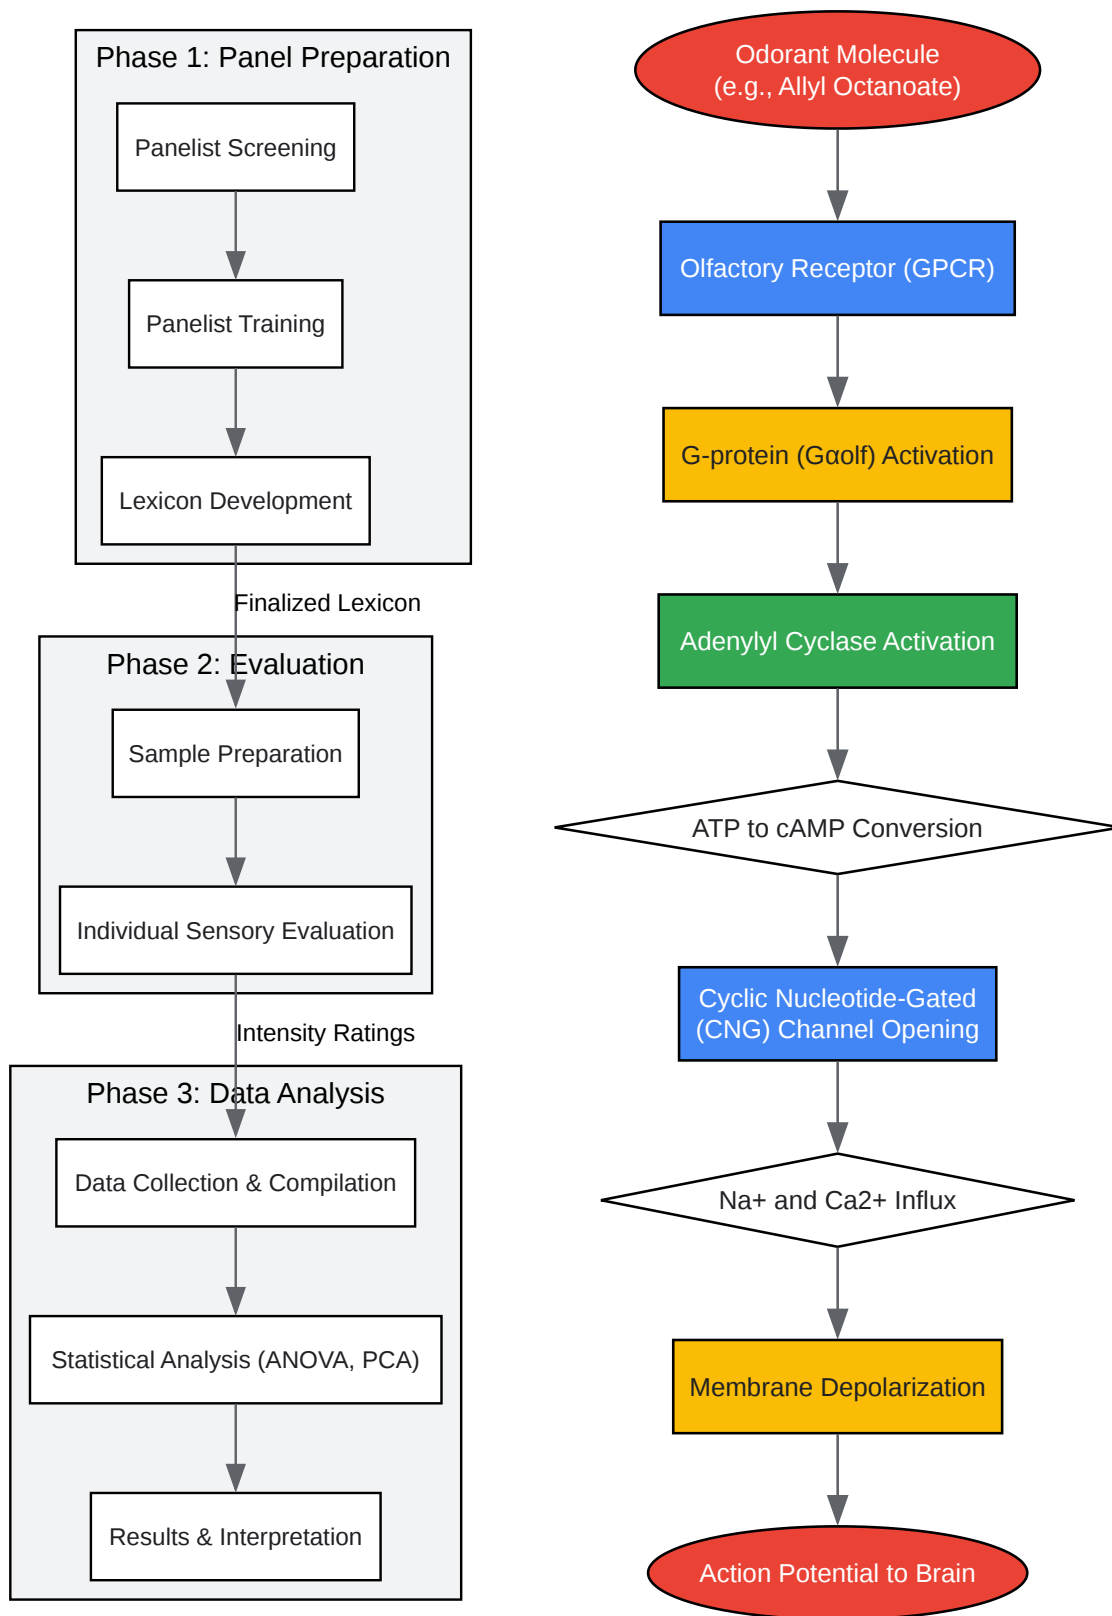 Phase 1: Panel Preparation
Panelist Screening
Panelist Training
Lexicon Development
Finalized Lexicon
Phase 2: Evaluation
Sample Preparation
Individual Sensory Evaluation
Intensity Ratings
Phase 3: Data Analysis
Data Collection & Compilation
Statistical Analysis (ANOVA, PCA)
Results & Interpretation
Odorant Molecule
(e.g., Allyl Octanoate)
Olfactory Receptor (GPCR)
G-protein (Gαolf) Activation
Adenylyl Cyclase Activation
ATP to cAMP Conversion
Cyclic Nucleotide-Gated
(CNG) Channel Opening
Na+ and Ca2+ Influx
Membrane Depolarization
Action Potential to Brain